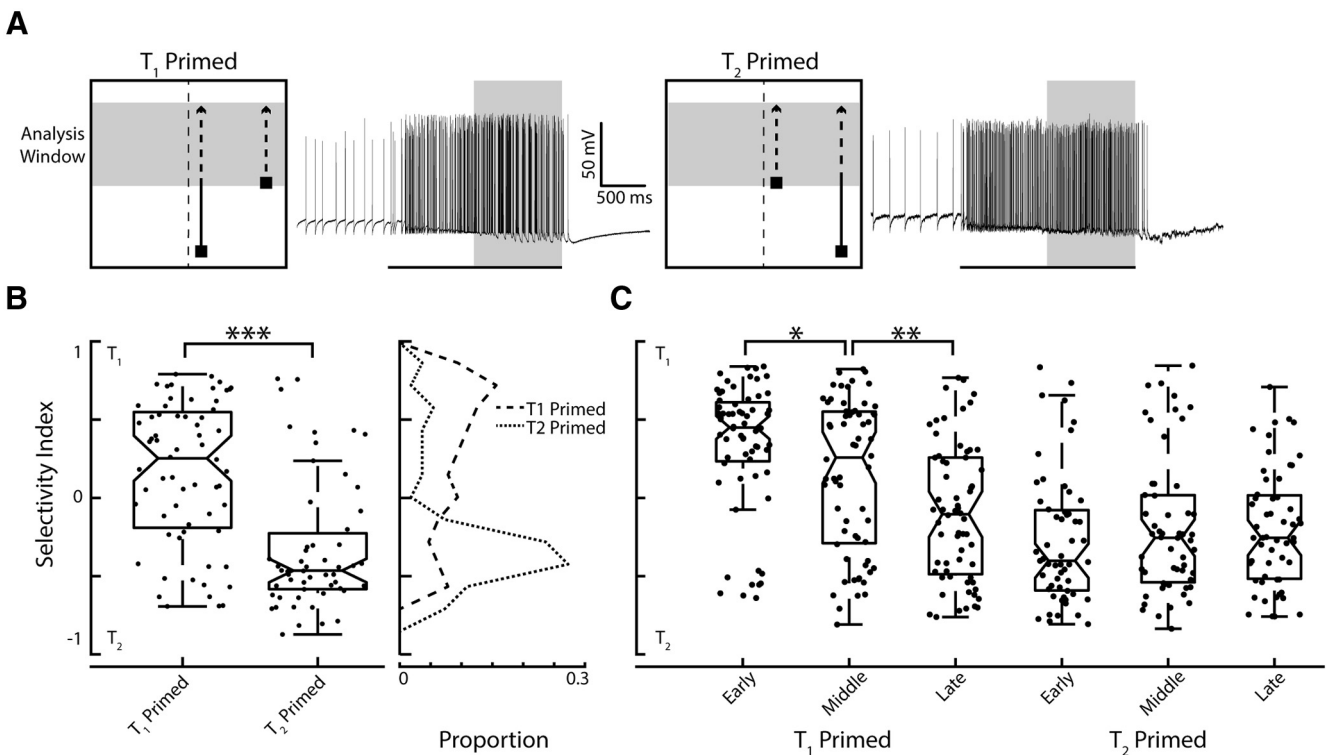 A
T1 Primed
T2 Primed
Analysis
Window
50 mV
500 ms
B
C
***
*
**
Selectivity Index
1
0
-1
T1
T2
T1 Primed
T2 Primed
T1 Primed
T2 Primed
0
0.3
Proportion
T1
T2
Early
Middle
Late
Early
Middle
Late
T1 Primed
T2 Primed